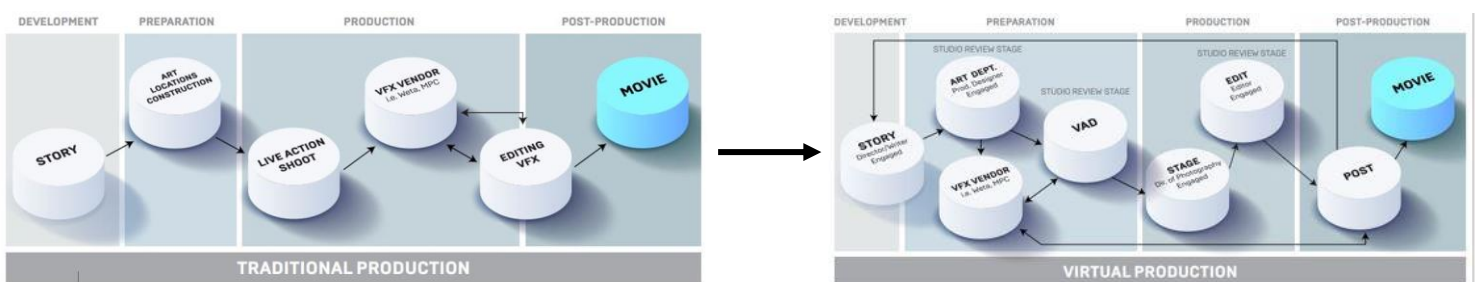 DEVELOPMENT
PREPARATION
PRODUCTION
POST-PRODUCTION
STORY
ART
LOCATIONS
CONSTRUCTION
LIVE ACTION
SHOOT
VFX VENDOR
i.e. Weta, MPC
EDITING
VFX
MOVIE
TRADITIONAL PRODUCTION
DEVELOPMENT
PREPARATION
PRODUCTION
POST-PRODUCTION
STUDIO REVIEW STAGE
STORY
Director/Writer
Engaged
ART DEPT.
Prod. Designer
Engaged
STUDIO REVIEW STAGE
VAD
VFX VENDOR
i.e. Weta, MPC
STAGE
Dir. of Photography
Engaged
STUDIO REVIEW STAGE
EDIT
Editor
Engaged
POST
MOVIE
VIRTUAL PRODUCTION